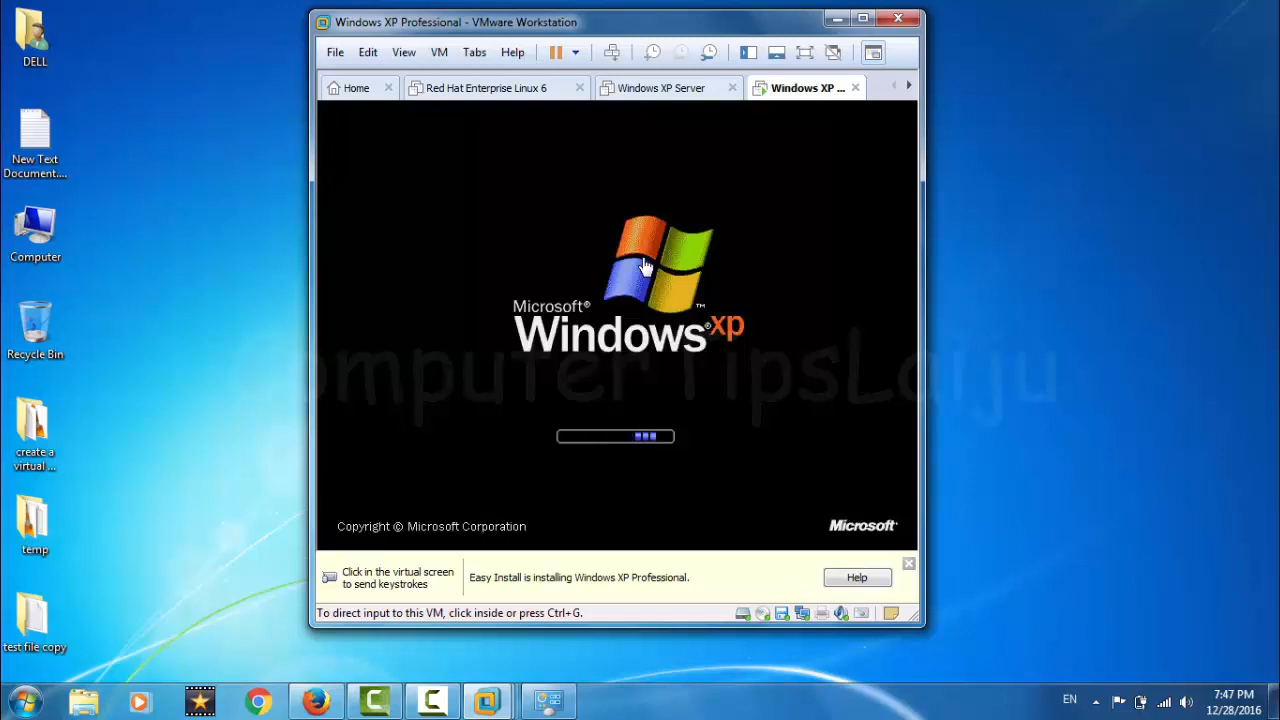 DELL
New Text
Document....
Computer
Recycle Bin
create a
virtual ...
temp
test file copy
Windows XP Professional - VMware Workstation
File Edit View VM Tabs Help
Home Red Hat Enterprise Linux 6 Windows XP Server Windows XP ...
Microsoft®
Windows® xp ™
omputer TipsLaiju
Copyright © Microsoft Corporation
Microsoft®
Click in the virtual screen
to send keystrokes
Easy Install is installing Windows XP Professional.
Help
To direct input to this VM, click inside or press Ctrl+G.
EN
7:47 PM
12/28/2016